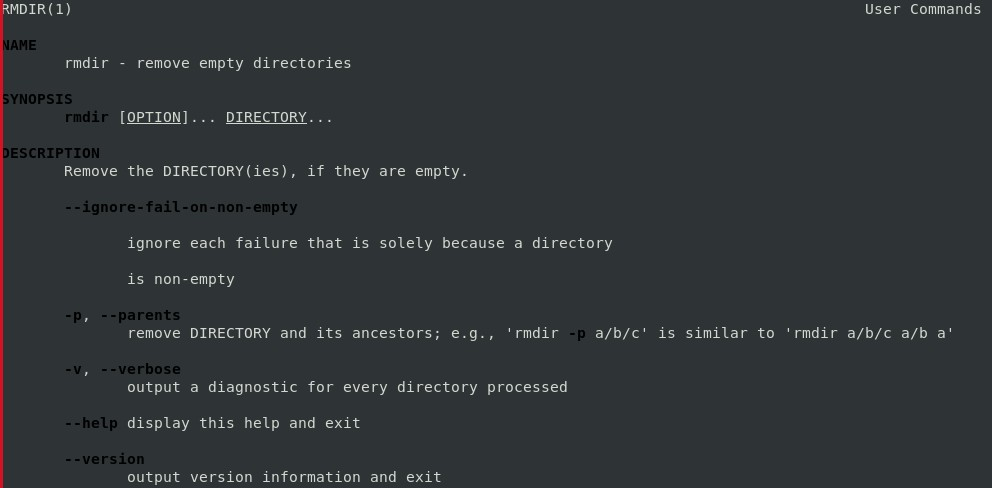 RMDIR(1) User Commands
NAME
rmdir - remove empty directories
SYNOPSIS
rmdir [OPTION]... DIRECTORY...
DESCRIPTION
Remove the DIRECTORY(ies), if they are empty.
--ignore-fail-on-non-empty
ignore each failure that is solely because a directory
is non-empty
-p, --parents
remove DIRECTORY and its ancestors; e.g., 'rmdir -p a/b/c' is similar to 'rmdir a/b/c a/b a'
-v, --verbose
output a diagnostic for every directory processed
--help display this help and exit
--version
output version information and exit